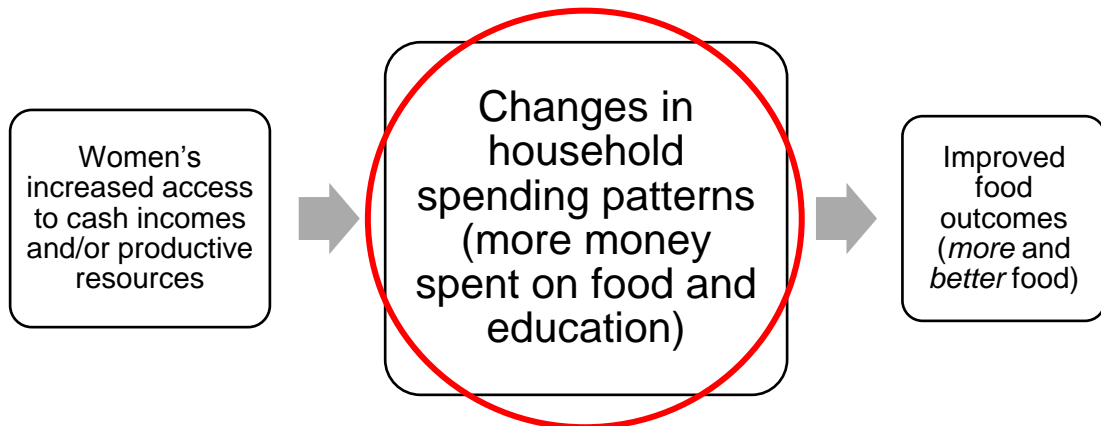 Women’s
increased access
to cash incomes
and/or productive
resources
Changes in
household
spending patterns
(more money
spent on food and
education)
Improved
food
outcomes
(more and
better food)